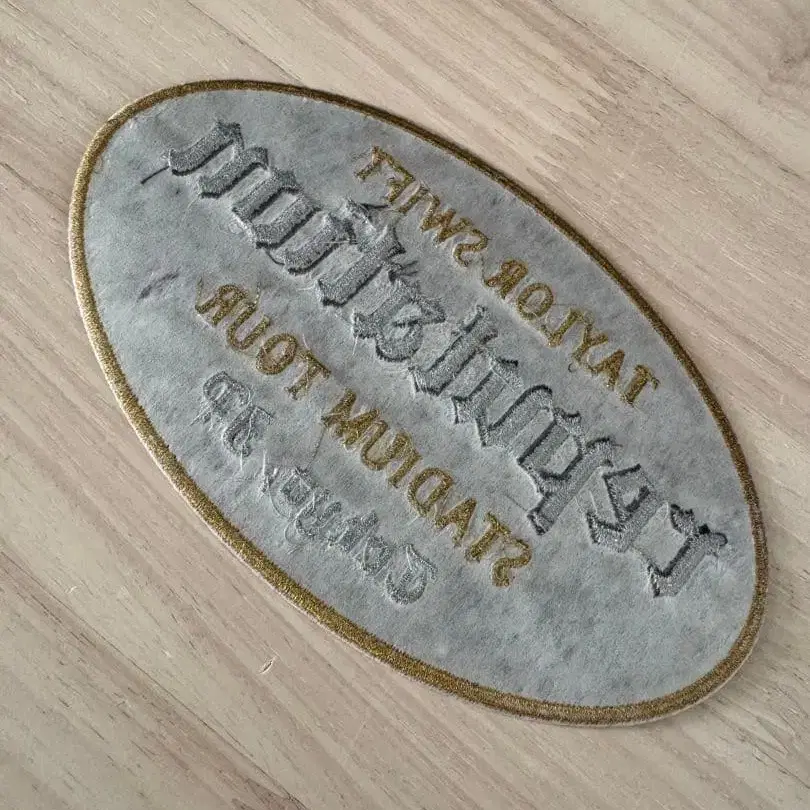 TAYLOR SWIFT
reputation
STADIUM TOUR